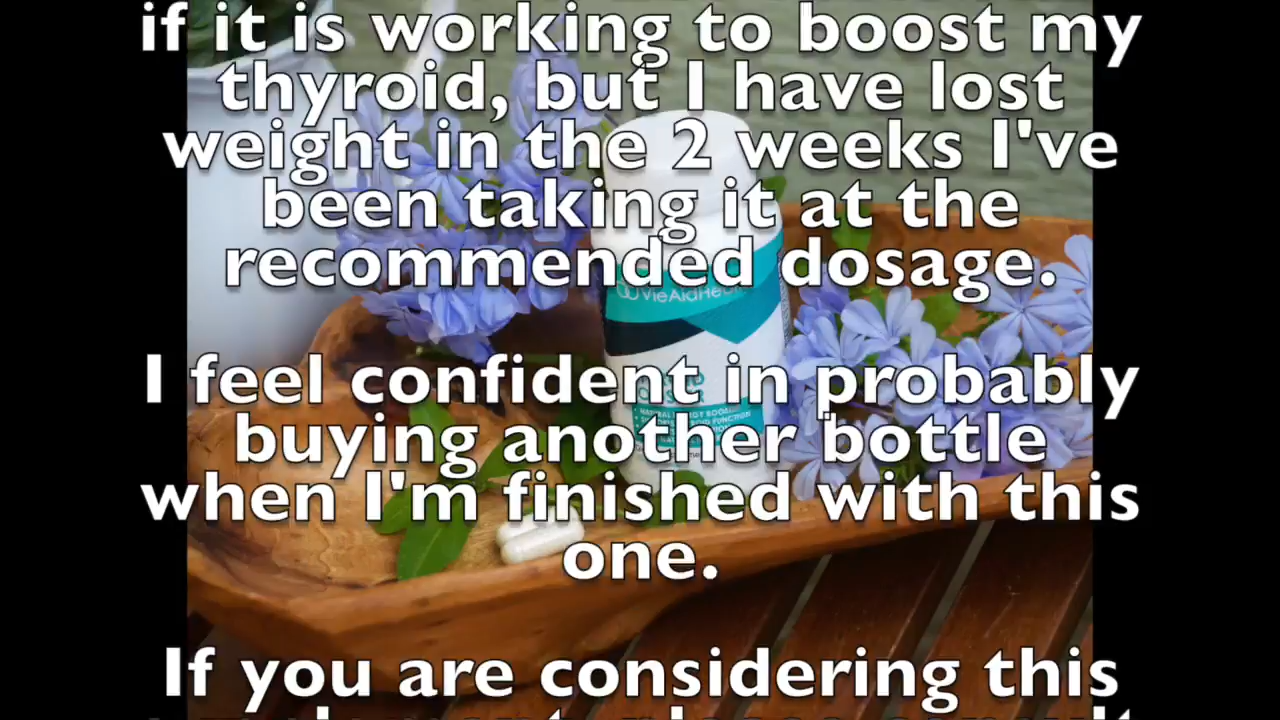 if it is working to boost my
thyroid, but I have lost
weight in the 2 weeks I've
been taking it at the
recommended dosage.
I feel confident in probably
buying another bottle
when I'm finished with this
one.
If you are considering this